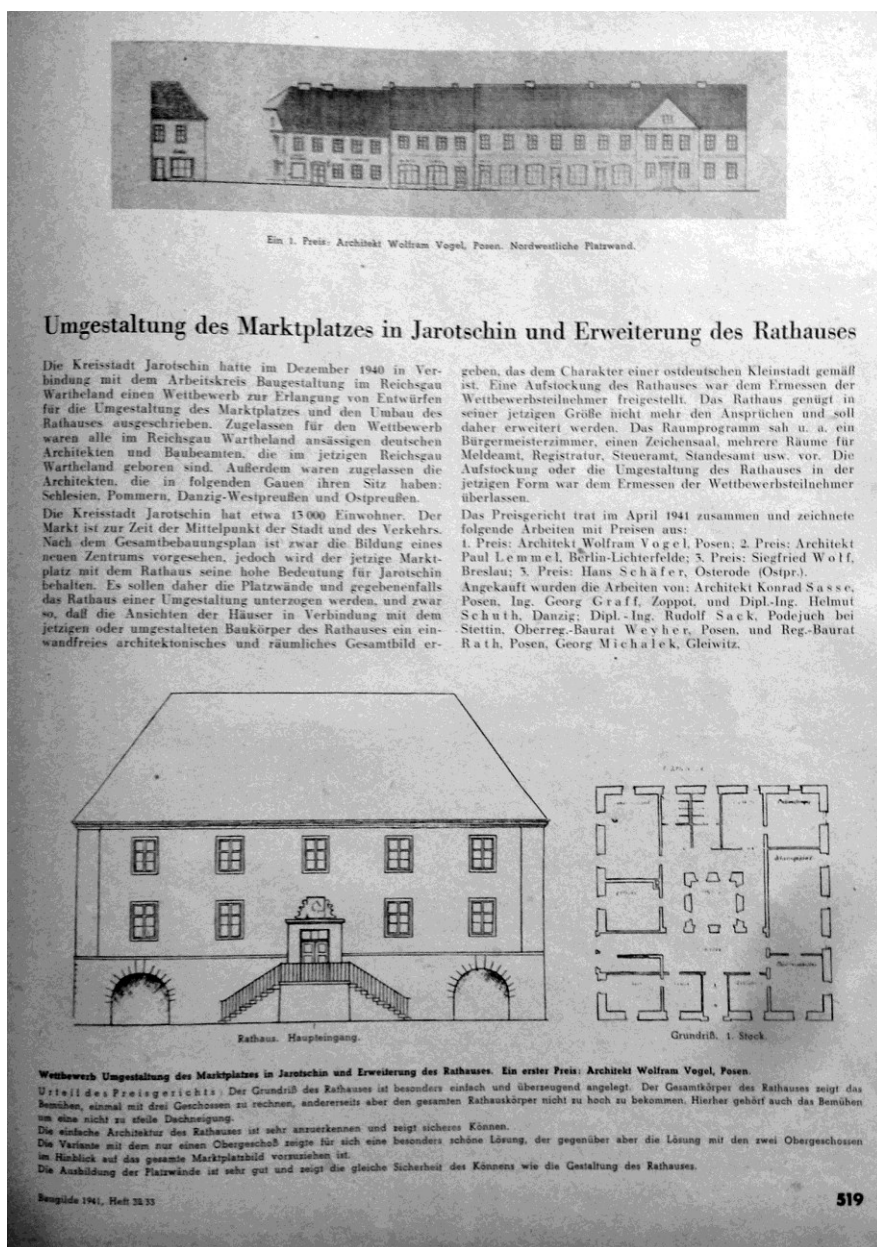 Ein 1. Preis: Architekt Wolfram Vogel, Posen. Nordwestliche Platzwand.
Umgestaltung des Marktplatzes in Jarotschin und Erweiterung des Rathauses
Die Kreisstadt Jarotschin hatte im Dezember 1940 in Ver-
bindung mit dem Arbeitskreis Baugestaltung im Reichsgau
Wartheland einen Wettbewerb zur Erlangung von Entwürfen
für die Umgestaltung des Marktplatzes und den Umbau des
Rathauses ausgeschrieben. Zugelassen für den Wettbewerb
waren alle im Reichsgau Wartheland ansässigen deutschen
Architekten und Baubeamten, die im jetzigen Reichsgau
Wartheland geboren sind. Außerdem waren zugelassen die
Architekten, die in folgenden Gauen ihren Sitz haben:
Schlesien, Pommern, Danzig-Westpreußen und Ostpreußen.
Die Kreisstadt Jarotschin hat etwa 13 000 Einwohner. Der
Markt ist zur Zeit der Mittelpunkt der Stadt und des Verkehrs.
Nach dem Gesamtbebauungsplan ist zwar die Bildung eines
neuen Zentrums vorgesehen, jedoch wird der jetzige Markt-
platz mit dem Rathaus seine hohe Bedeutung für Jarotschin
behalten. Es sollen daher die Platzwände und gegebenenfalls
das Rathaus einer Umgestaltung unterzogen werden, und zwar
so, daß die Ansichten der Häuser in Verbindung mit dem
jetzigen oder umgestalteten Baukörper des Rathauses ein ein-
wandfreies architektonisches und räumliches Gesamtbild er-
geben, das dem Charakter einer ostdeutschen Kleinstadt gemäß
ist. Eine Aufstockung des Rathauses war dem Ermessen der
Wettbewerbsteilnehmer freigestellt. Das Rathaus genügt in
seiner jetzigen Größe nicht mehr den Ansprüchen und soll
daher erweitert werden. Das Raumprogramm sah u. a. ein
Bürgermeisterzimmer, einen Zeichensaal, mehrere Räume für
Meldeamt, Registratur, Steueramt, Standesamt usw. vor. Die
Aufstockung oder die Umgestaltung des Rathauses in der
jetzigen Form war dem Ermessen der Wettbewerbsteilnehmer
überlassen.
Das Preisgericht trat im April 1941 zusammen und zeichnete
folgende Arbeiten mit Preisen aus:
1. Preis: Architekt Wolfram Vogel, Posen; 2. Preis: Architekt
Paul Lemmel, Berlin-Lichterfelde; 3. Preis: Siegfried Wolf,
Breslau; 3. Preis: Hans Schäfer, Osterode (Ostpr.).
Angekauft wurden die Arbeiten von: Architekt Konrad Sasse,
Posen, Ing. Georg Graff, Zoppot, und Dipl.-Ing. Helmut
Schuth, Danzig; Dipl.-Ing. Rudolf Sack, Podejuch bei
Stettin, Oberreg.-Baurat Weyher, Posen, und Reg.-Baurat
Rath, Posen, Georg Michalek, Gleiwitz.
Rathaus. Haupteingang.
Grundriß. 1. Stock.
Wettbewerb Umgestaltung des Marktplatzes in Jarotschin und Erweiterung des Rathauses. Ein erster Preis: Architekt Wolfram Vogel, Posen.
Urteil des Preisgerichts: Der Grundriß des Rathauses ist besonders einfach und überzeugend angelegt. Der Gesamtkörper des Rathauses zeigt das
Bemühen, einmal mit drei Geschossen zu rechnen, andererseits aber den gesamten Rathauskörper nicht zu hoch zu bekommen. Hierher gehört auch das Bemühen
um eine nicht zu steile Dachneigung.
Die einfache Architektur des Rathauses ist sehr anzuerkennen und zeigt sicheres Können.
Die Variante mit dem nur einen Obergeschoß zeigte für sich eine besonders schöne Lösung, der gegenüber aber die Lösung mit den zwei Obergeschossen
im Hinblick auf das gesamte Marktplatzbild vorzuziehen ist.
Die Ausbildung der Platzwände ist sehr gut und zeigt die gleiche Sicherheit des Könnens wie die Gestaltung des Rathauses.
Baugilde 1941, Heft 32/33
519